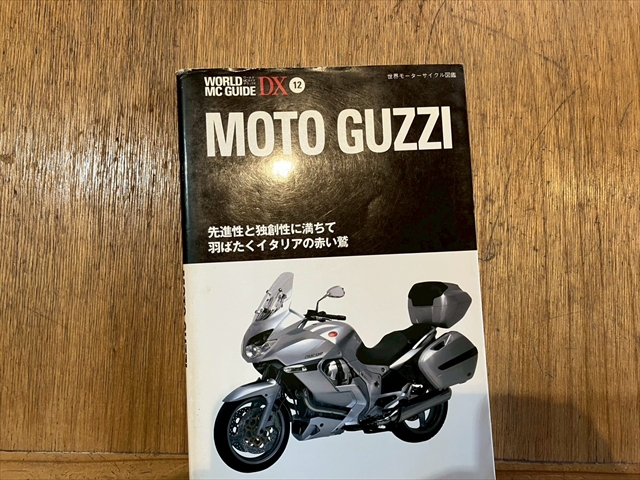 WORLD
MC GUIDE
DX
12
世界モーターサイクル図鑑
MOTO GUZZI
先進性と独創性に満ちて
羽ばたくイタリアの赤い鷲